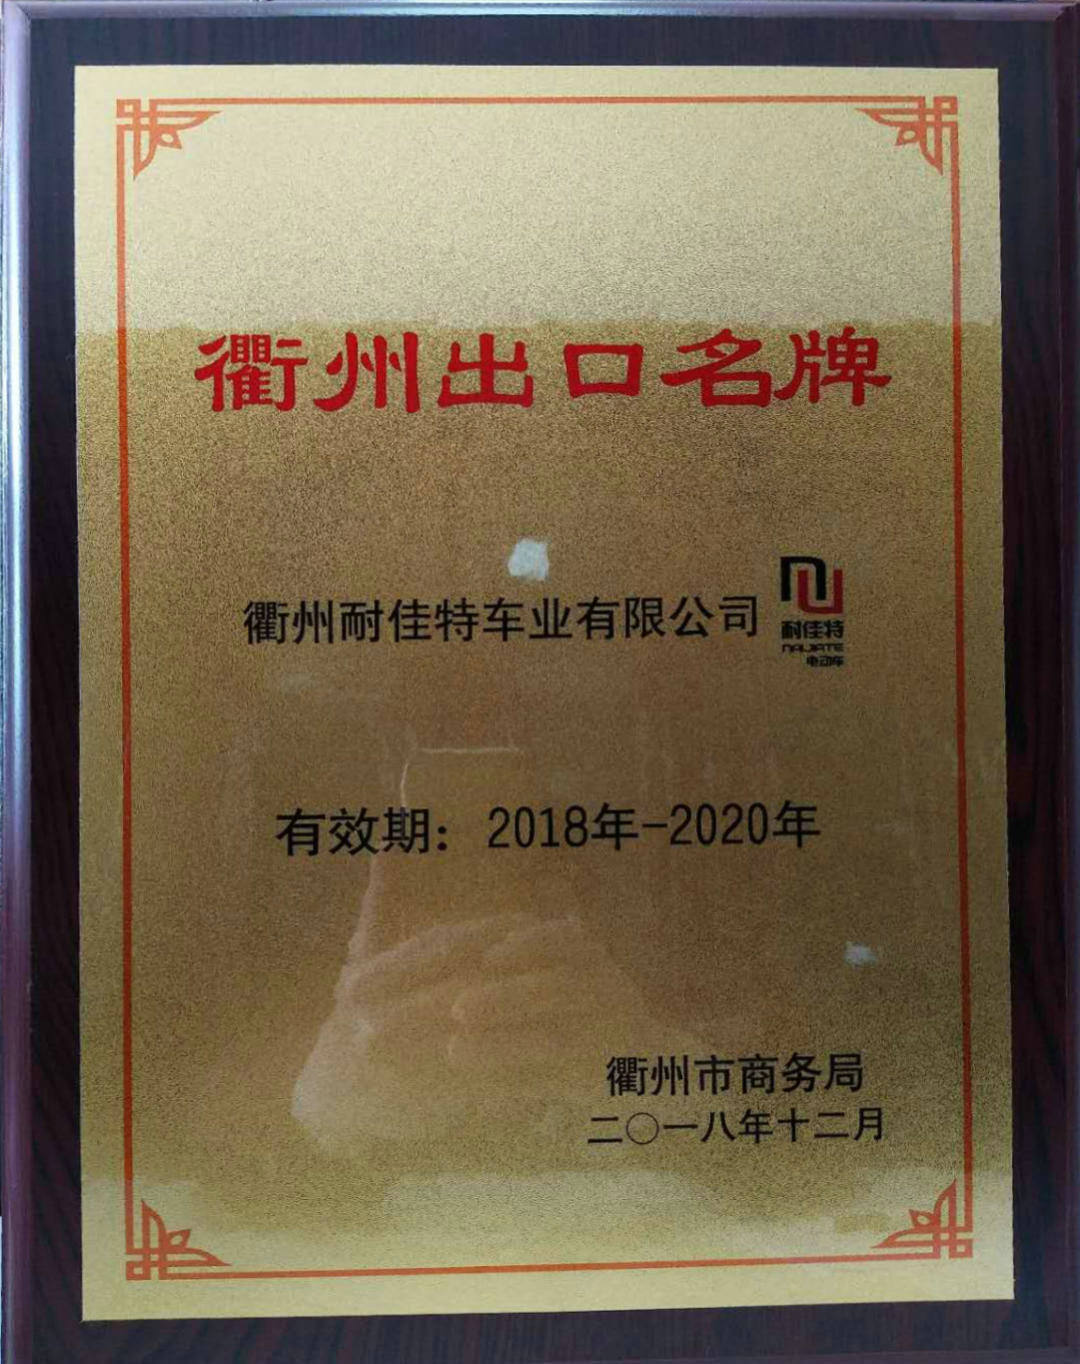 衢州出口名牌
衢州耐佳特车业有限公司
耐佳特
NAIJIATE
电动车
有效期：2018年-2020年
衢州市商务局
二〇一八年十二月